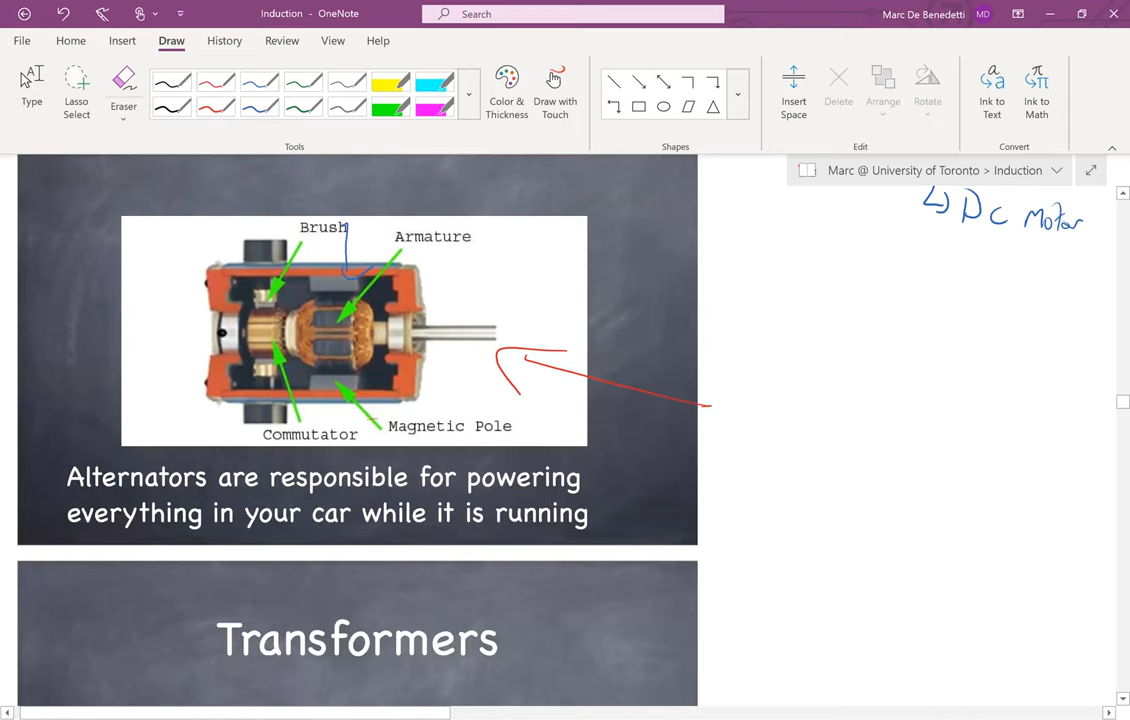 Induction - OneNote
Search
Marc De Benedetti
MD
File
Home
Insert
Draw
History
Review
View
Help
Type
Lasso
Select
Eraser
Color &
Thickness
Draw with
Touch
Insert
Space
Delete
Arrange
Rotate
Ink to
Text
Ink to
Math
Tools
Shapes
Edit
Convert
Marc @ University of Toronto > Induction
DC Motor
Brush
Armature
Commutator
Magnetic Pole
Alternators are responsible for powering
everything in your car while it is running
Transformers